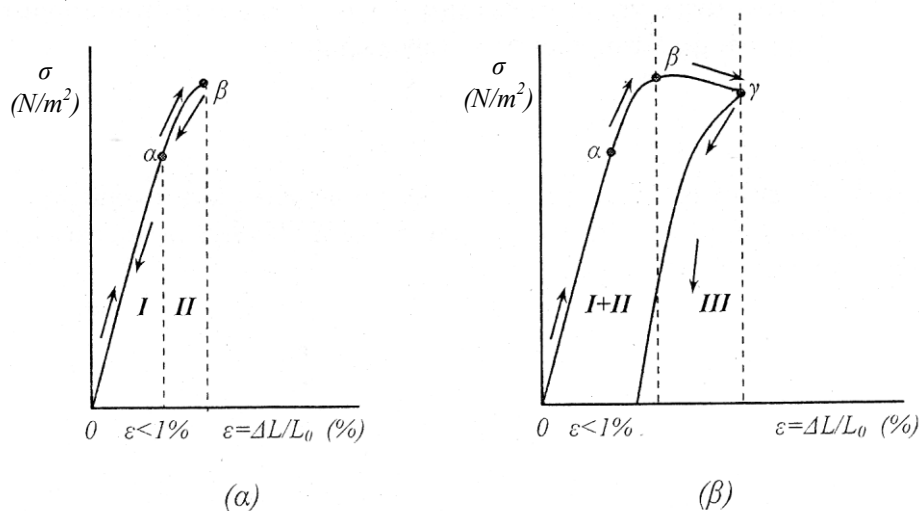 σ
(N/m²)
β
α
I II
0 ε<1% ε=ΔL/L₀ (%)
(α)
σ
(N/m²)
β
γ
α
I+II III
0 ε<1% ε=ΔL/L₀ (%)
(β)